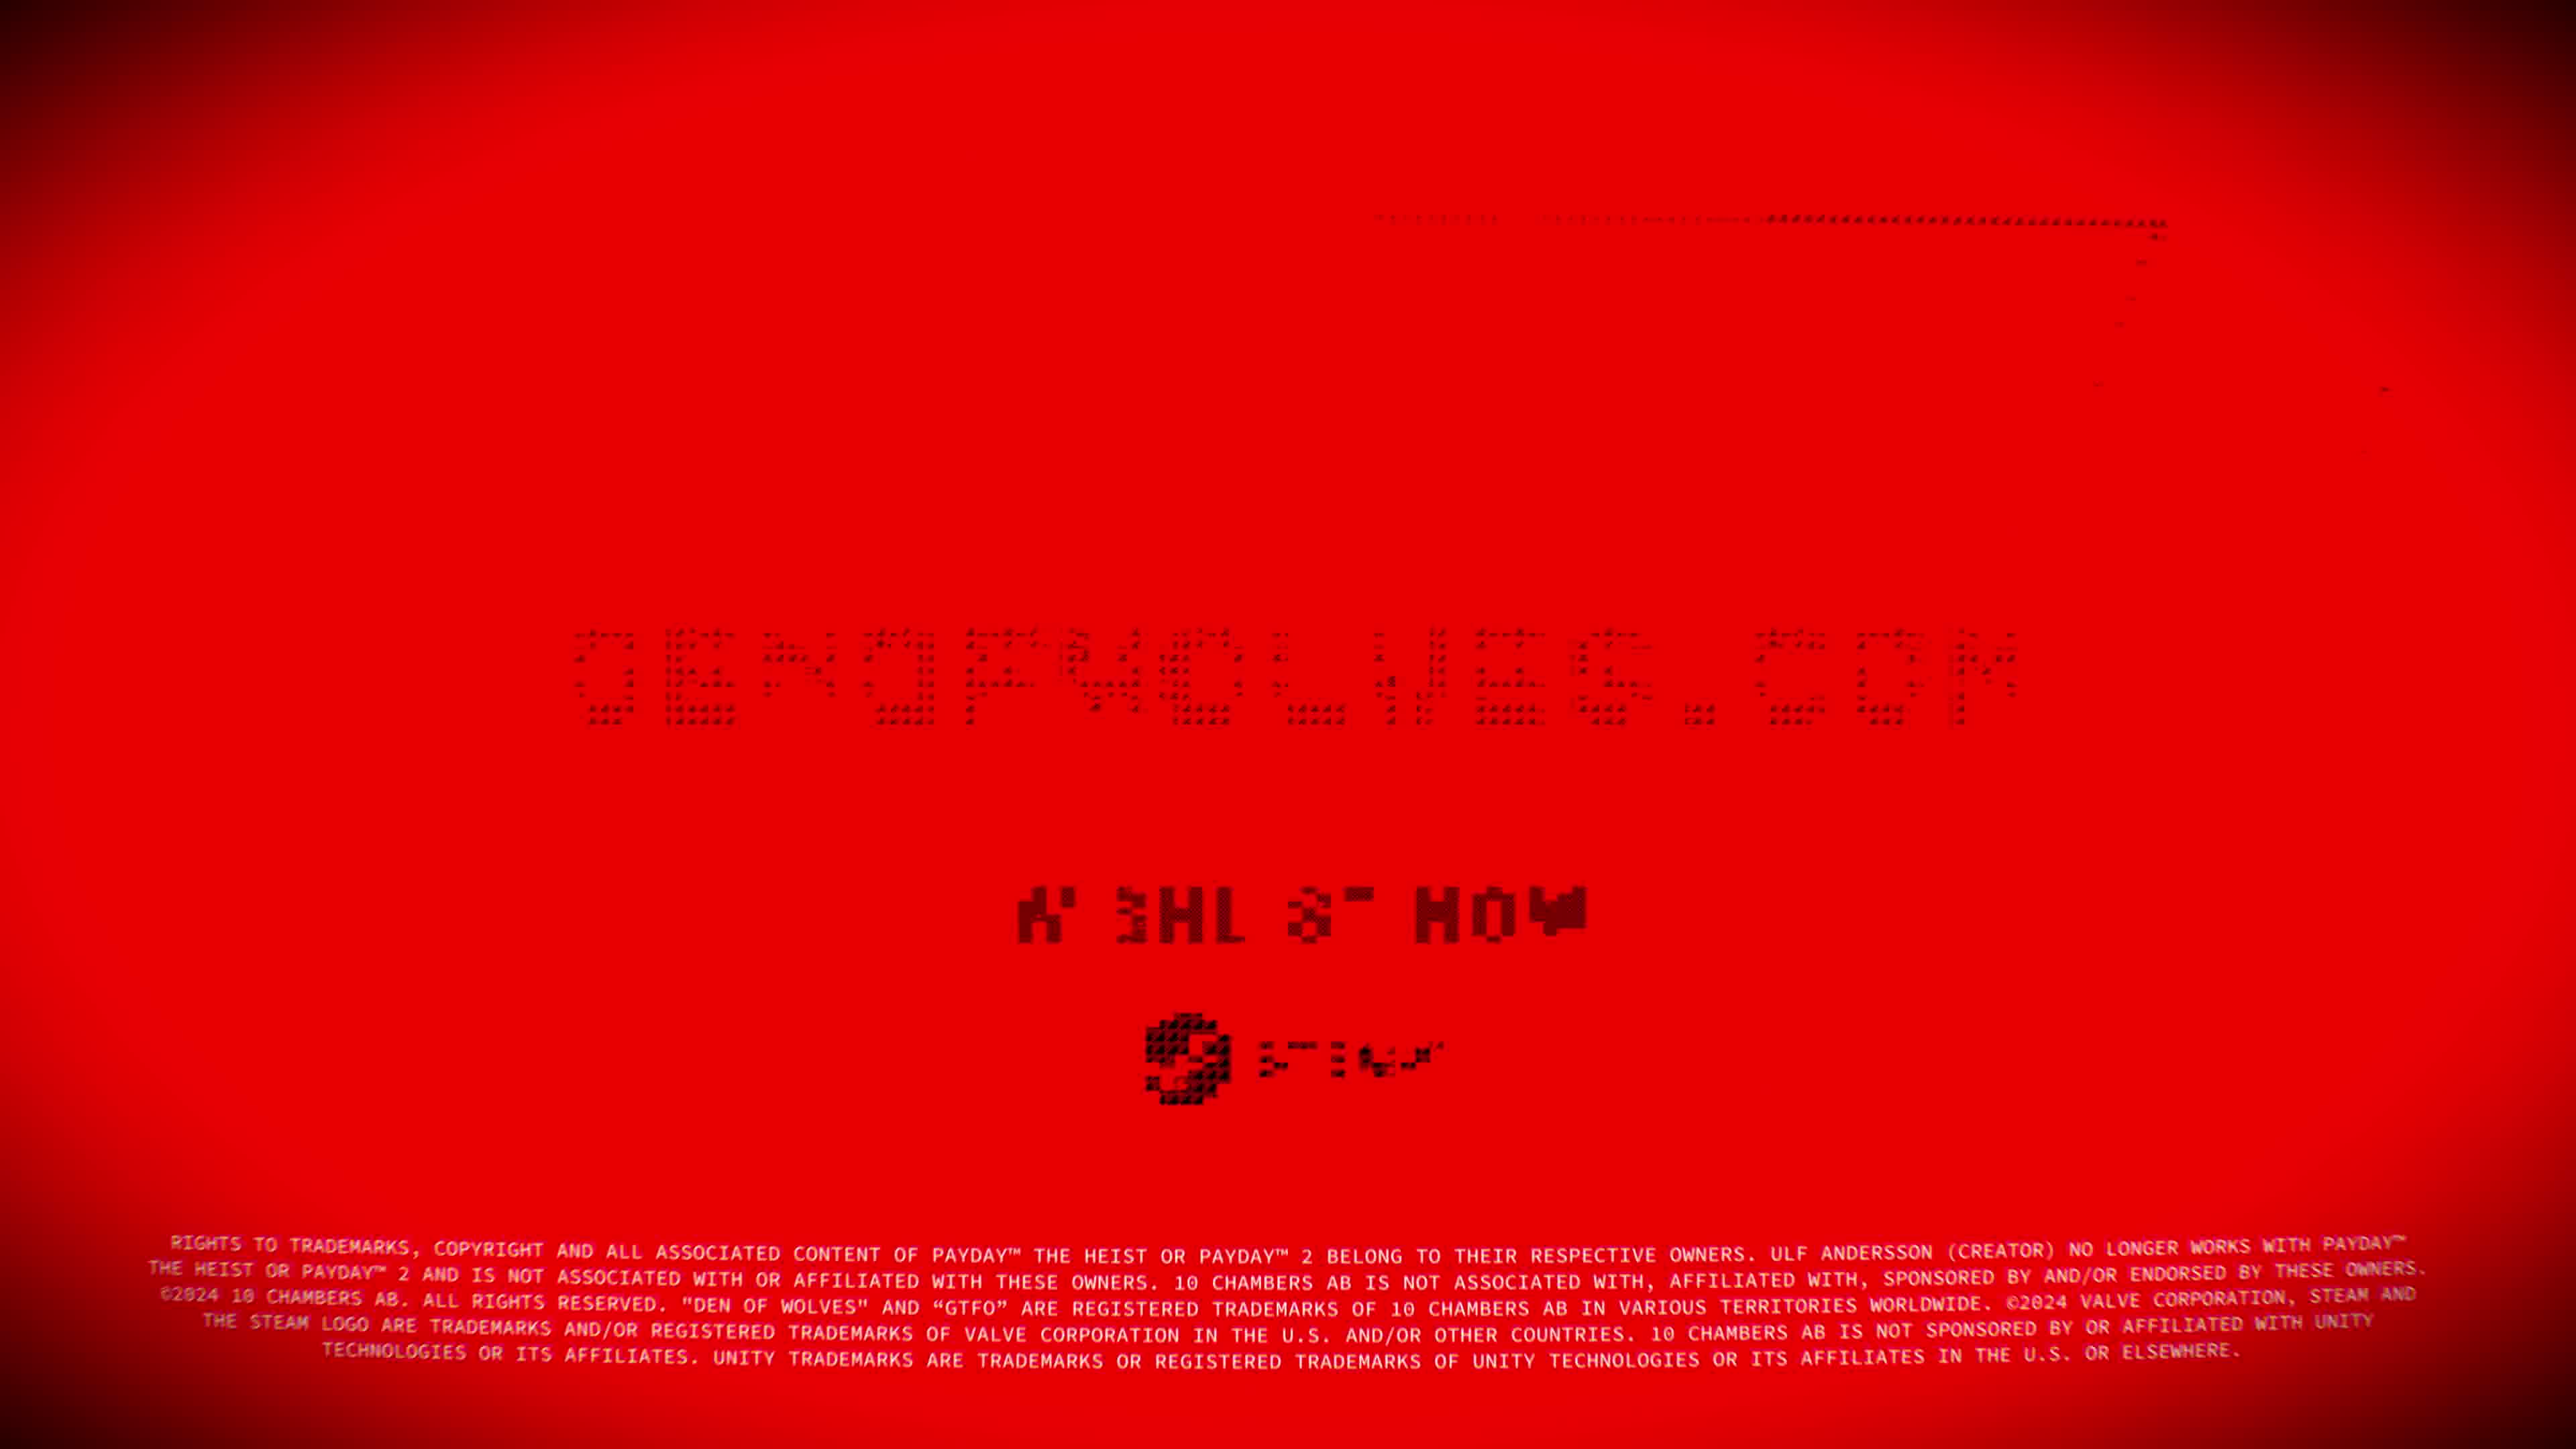 DENOFWOLVES.COM
RIGHTS TO TRADEMARKS, COPYRIGHT AND ALL ASSOCIATED CONTENT OF PAYDAY™ THE HEIST OR PAYDAY™ 2 BELONG TO THEIR RESPECTIVE OWNERS. ULF ANDERSSON (CREATOR) NO LONGER WORKS WITH PAYDAY™
THE HEIST OR PAYDAY™ 2 AND IS NOT ASSOCIATED WITH OR AFFILIATED WITH THESE OWNERS. 10 CHAMBERS AB IS NOT ASSOCIATED WITH, AFFILIATED WITH, SPONSORED BY AND/OR ENDORSED BY THESE OWNERS.
©2024 10 CHAMBERS AB. ALL RIGHTS RESERVED. "DEN OF WOLVES" AND “GTFO” ARE REGISTERED TRADEMARKS OF 10 CHAMBERS AB IN VARIOUS TERRITORIES WORLDWIDE. ©2024 VALVE CORPORATION, STEAM AND
THE STEAM LOGO ARE TRADEMARKS AND/OR REGISTERED TRADEMARKS OF VALVE CORPORATION IN THE U.S. AND/OR OTHER COUNTRIES. 10 CHAMBERS AB IS NOT SPONSORED BY OR AFFILIATED WITH UNITY
TECHNOLOGIES OR ITS AFFILIATES. UNITY TRADEMARKS ARE TRADEMARKS OR REGISTERED TRADEMARKS OF UNITY TECHNOLOGIES OR ITS AFFILIATES IN THE U.S. OR ELSEWHERE.